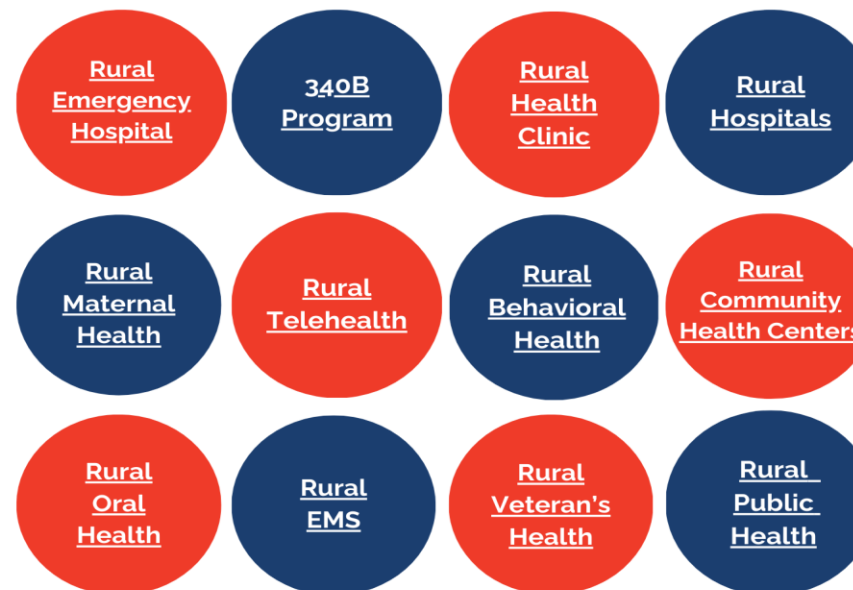 Rural
Emergency
Hospital
340B
Program
Rural
Health
Clinic
Rural
Hospitals
Rural
Maternal
Health
Rural
Telehealth
Rural
Behavioral
Health
Rural
Community
Health Centers
Rural
Oral
Health
Rural
EMS
Rural
Veteran’s
Health
Rural
Public
Health